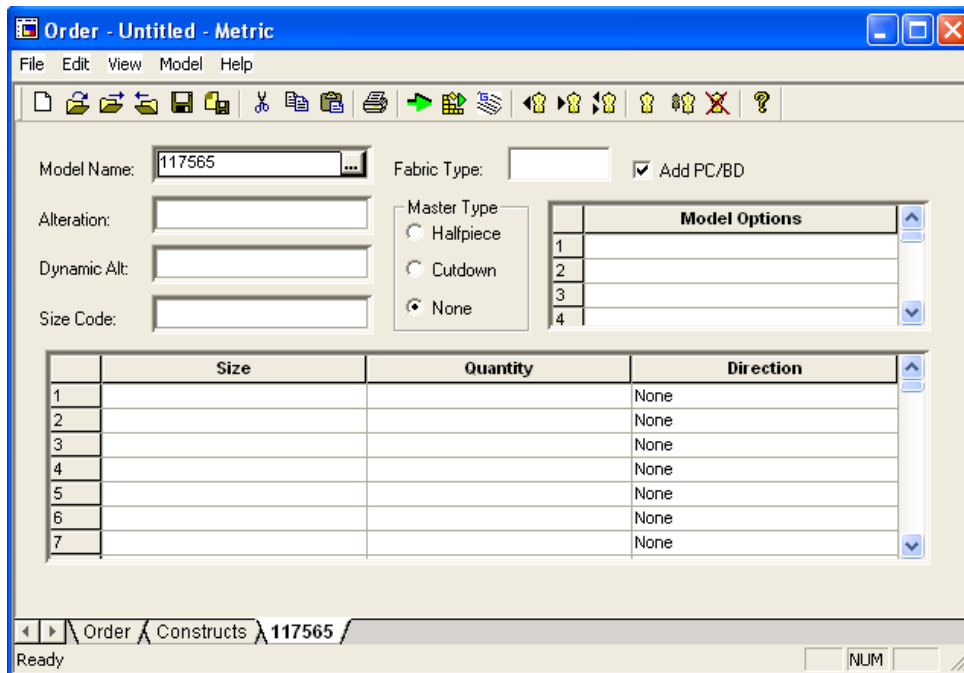 Order - Untitled - Metric
File Edit View Model Help
Model Name: 117565 ... Fabric Type: Add PC/BD
Alteration: Master Type Model Options
Halfpiece 1
Dynamic Alt: Cutdown 2
3
Size Code: None 4
Size Quantity Direction
1 None
2 None
3 None
4 None
5 None
6 None
7 None
Order Constructs 117565
Ready NUM